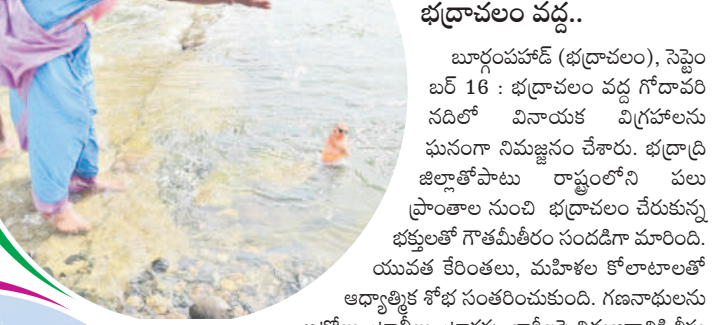 భద్రాచలం వద్ద..
బూర్గంపహాడ్ (భద్రాచలం), సెప్టెం
బర్ 16 : భద్రాచలం వద్ద గోదావరి
నదిలో వినాయక విగ్రహాలను
ఘనంగా నిమజ్జనం చేశారు. భద్రాద్రి
జిల్లాతోపాటు రాష్ట్రంలోని పలు
ప్రాంతాల నుంచి భద్రాచలం చేరుకున్న
భక్తులతో గౌతమీతీరం సందడిగా మారింది.
యువత కేరింతలు, మహిళల కోలాటాలతో
ఆధ్యాత్మిక శోభ సంతరించుకుంది. గణనాథులను